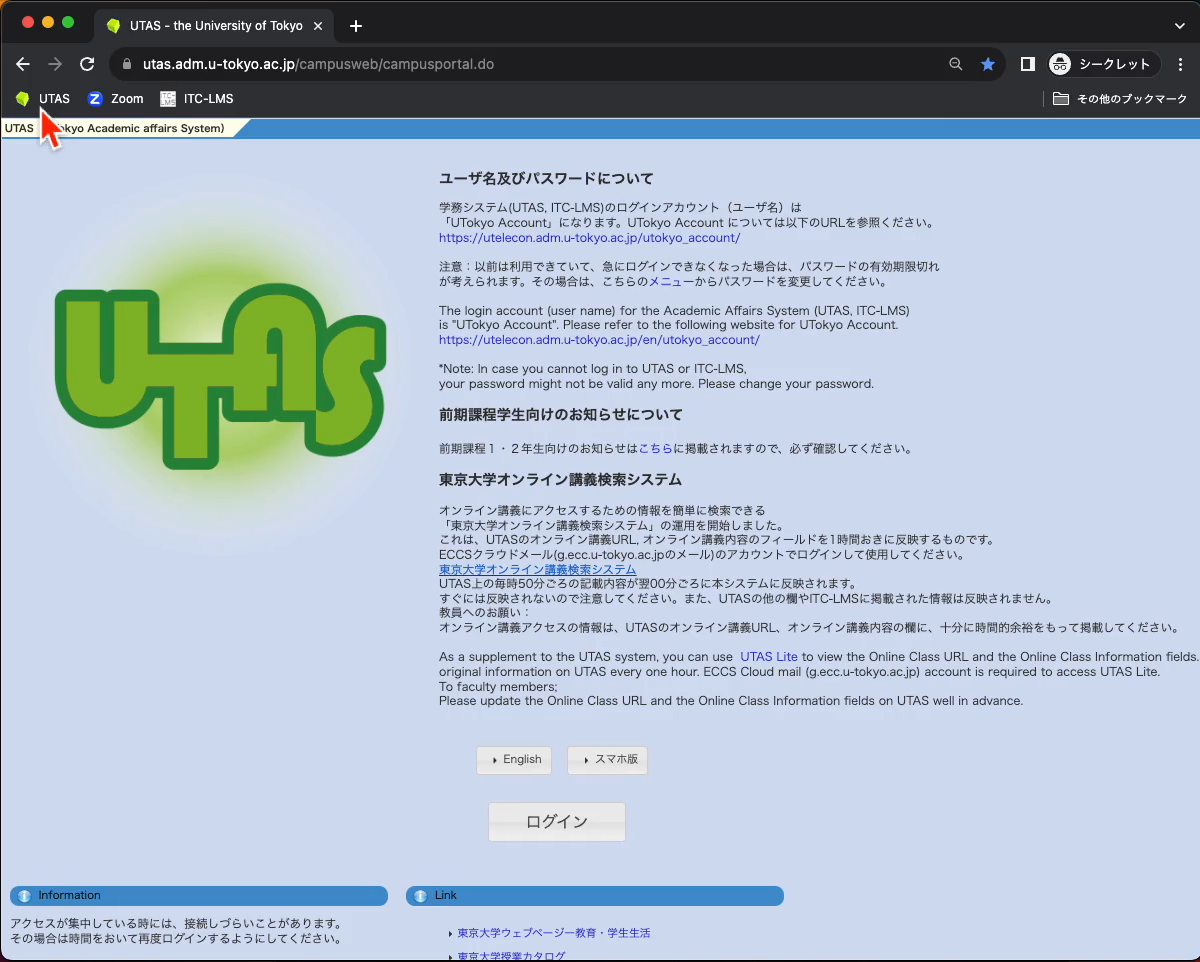 UTAS - the University of Tokyo
utas.adm.u-tokyo.ac.jp/campusweb/campusportal.do
シークレット
UTAS
Zoom
ITC-LMS
その他のブックマーク
UTAS kyo Academic affairs System)
UTAS
ユーザ名及びパスワードについて
学務システム(UTAS, ITC-LMS)のログインアカウント（ユーザ名）は
「UTokyo Account」になります。UTokyo Account については以下のURLを参照ください。
https://utelecon.adm.u-tokyo.ac.jp/utokyo_account/
注意：以前は利用できていて、急にログインできなくなった場合は、パスワードの有効期限切れ
が考えられます。その場合は、こちらのメニューからパスワードを変更してください。
The login account (user name) for the Academic Affairs System (UTAS, ITC-LMS)
is "UTokyo Account". Please refer to the following website for UTokyo Account.
https://utelecon.adm.u-tokyo.ac.jp/en/utokyo_account/
*Note: In case you cannot log in to UTAS or ITC-LMS,
your password might not be valid any more. Please change your password.
前期課程学生向けのお知らせについて
前期課程１・２年生向けのお知らせはこちらに掲載されますので、必ず確認してください。
東京大学オンライン講義検索システム
オンライン講義にアクセスするための情報を簡単に検索できる
「東京大学オンライン講義検索システム」の運用を開始しました。
これは、UTASのオンライン講義URL, オンライン講義内容のフィールドを1時間おきに反映するものです。
ECCSクラウドメール(g.ecc.u-tokyo.ac.jpのメール)のアカウントでログインして使用してください。
東京大学オンライン講義検索システム
UTAS上の毎時50分ごろの記載内容が翌00分ごろに本システムに反映されます。
すぐには反映されないので注意してください。また、UTASの他の欄やITC-LMSに掲載された情報は反映されません。
教員へのお願い：
オンライン講義アクセスの情報は、UTASのオンライン講義URL、オンライン講義内容の欄に、十分に時間的余裕をもって掲載してください。
As a supplement to the UTAS system, you can use UTAS Lite to view the Online Class URL and the Online Class Information fields.
original information on UTAS every one hour. ECCS Cloud mail (g.ecc.u-tokyo.ac.jp) account is required to access UTAS Lite.
To faculty members;
Please update the Online Class URL and the Online Class Information fields on UTAS well in advance.
English
スマホ版
ログイン
Information
アクセスが集中している時には、接続しづらいことがあります。
その場合は時間をおいて再度ログインするようにしてください。
Link
東京大学ウェブページー教育・学生生活
東京大学授業カタログ